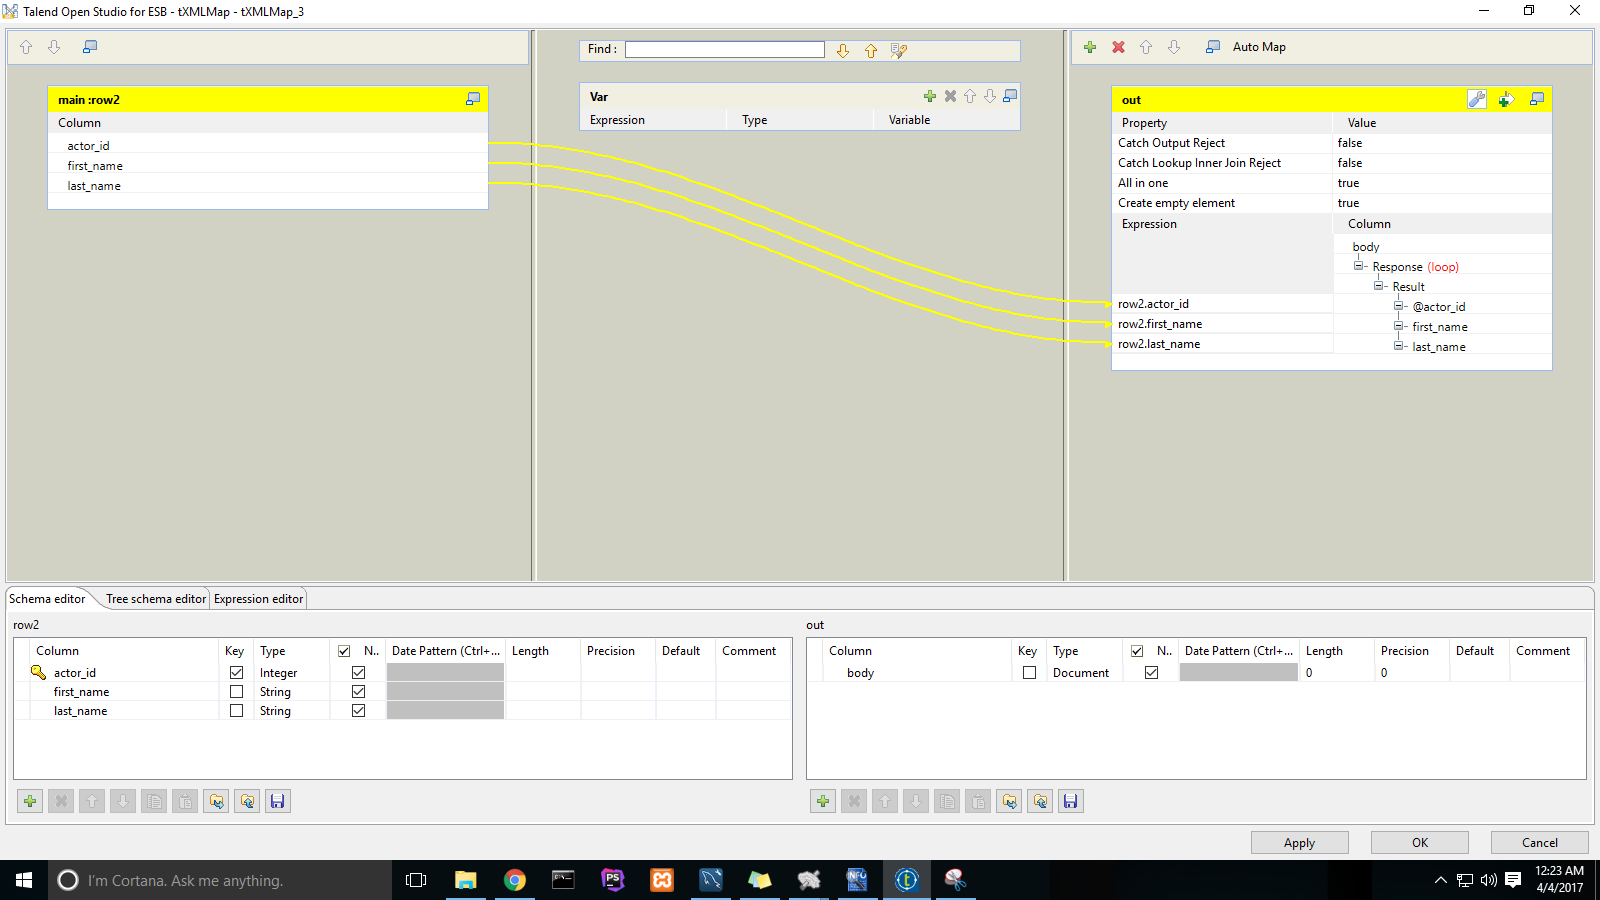 Talend Open Studio for ESB - tXMLMap - tXMLMap_3
Find :
Auto Map
main :row2
Column
actor_id
first_name
last_name
Var
Expression Type Variable
out
Property Value
Catch Output Reject false
Catch Lookup Inner Join Reject false
All in one true
Create empty element true
Expression Column
body
Response (loop)
Result
row2.actor_id @actor_id
row2.first_name first_name
row2.last_name last_name
Schema editor Tree schema editor Expression editor
row2
Column Key Type N.. Date Pattern (Ctrl+... Length Precision Default Comment
actor_id Integer
first_name String
last_name String
out
Column Key Type N.. Date Pattern (Ctrl+... Length Precision Default Comment
body Document 0 0
Apply OK Cancel
I'm Cortana. Ask me anything.
PS
NFC
12:23 AM
4/4/2017